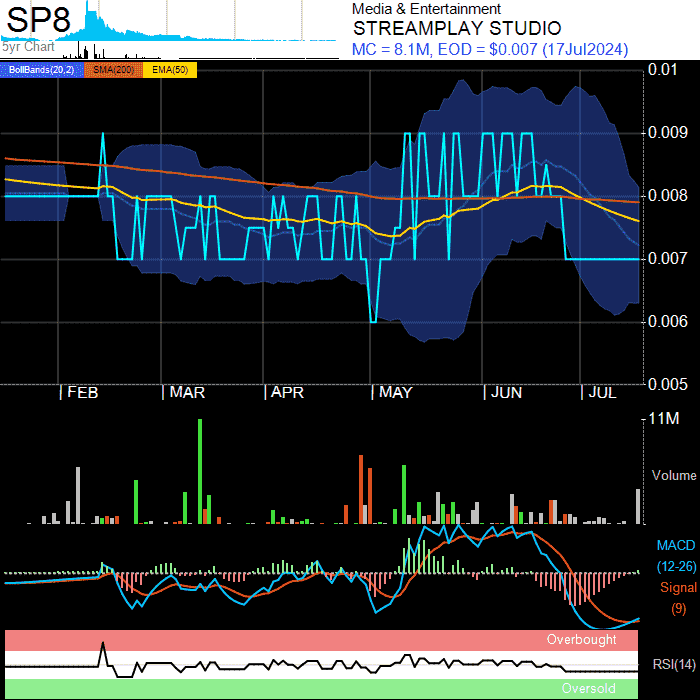 SP8
5yr Chart
Media & Entertainment
STREAMPLAY STUDIO
MC = 8.1M, EOD = $0.007 (17Jul2024)
BollBands(20,2) SMA(200) EMA(50)
0.01
0.009
0.008
0.007
0.006
0.005
FEB MAR APR MAY JUN JUL
11M
Volume
MACD
(12-26)
Signal
(9)
Overbought
RSI(14)
Oversold